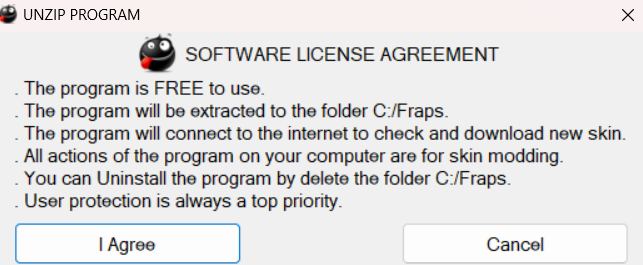 UNZIP PROGRAM
SOFTWARE LICENSE AGREEMENT
. The program is FREE to use.
. The program will be extracted to the folder C:/Fraps.
. The program will connect to the internet to check and download new skin.
. All actions of the program on your computer are for skin modding.
. You can Uninstall the program by delete the folder C:/Fraps.
. User protection is always a top priority.
I Agree
Cancel